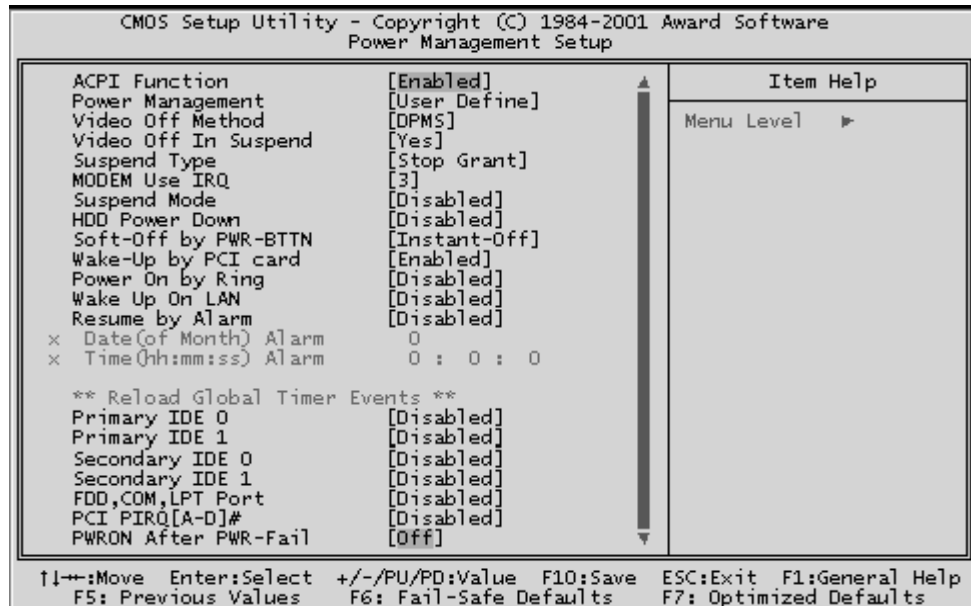 CMOS Setup Utility - Copyright (C) 1984-2001 Award Software
Power Management Setup
ACPI Function [Enabled]
Power Management [User Define]
Video Off Method [DPMS]
Video Off In Suspend [Yes]
Suspend Type [Stop Grant]
MODEM Use IRQ [3]
Suspend Mode [Disabled]
HDD Power Down [Disabled]
Soft-Off by PWR-BTTN [Instant-Off]
Wake-Up by PCI card [Enabled]
Power On by Ring [Disabled]
Wake Up On LAN [Disabled]
Resume by Alarm [Disabled]
x Date(of Month) Alarm 0
x Time(hh:mm:ss) Alarm 0 : 0 : 0
** Reload Global Timer Events **
Primary IDE 0 [Disabled]
Primary IDE 1 [Disabled]
Secondary IDE 0 [Disabled]
Secondary IDE 1 [Disabled]
FDD,COM,LPT Port [Disabled]
PCI PIRQ[A-D]# [Disabled]
PWRON After PWR-Fail [Off]
Item Help
Menu Level ►
↑↓→←:Move Enter:Select +/-/PU/PD:Value F10:Save ESC:Exit F1:General Help
F5: Previous Values F6: Fail-Safe Defaults F7: Optimized Defaults